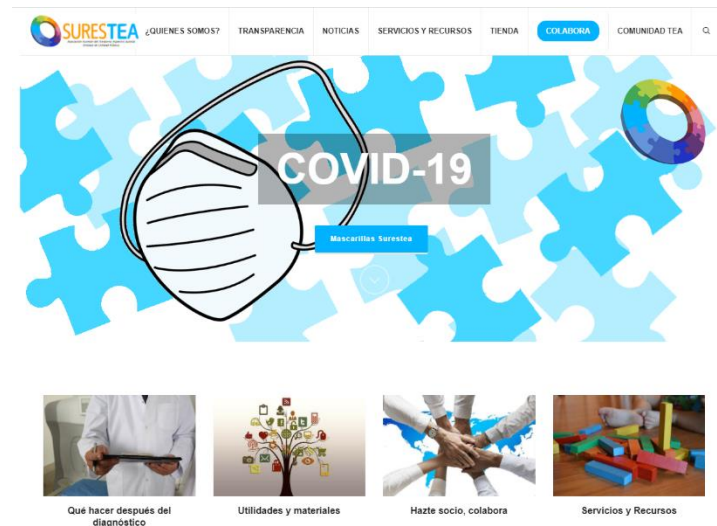 SURESTEA
¿QUIENES SOMOS?
TRANSPARENCIA
NOTICIAS
SERVICIOS Y RECURSOS
TIENDA
COLABORA
COMUNIDAD TEA
COVID-19
Mascarillas Surestea
Qué hacer después del
diagnóstico
Utilidades y materiales
Hazte socio, colabora
Servicios y Recursos